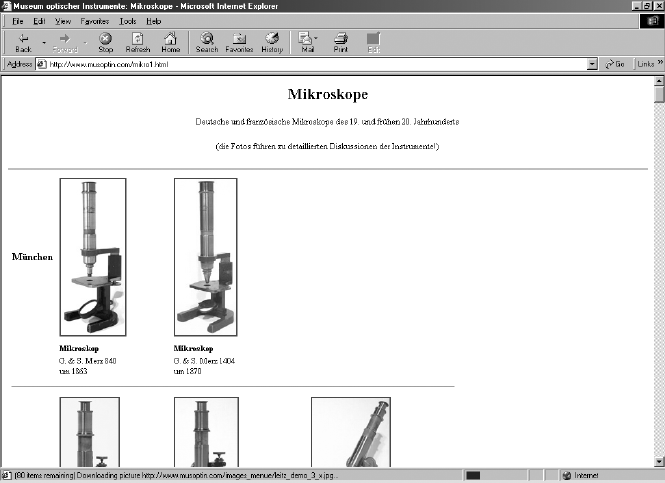 Museum optischer Instrumente: Mikroskope - Microsoft Internet Explorer
File Edit View Favorites Tools Help
Back Forward Stop Refresh Home Search Favorites History Mail Print Edit
Address http://www.musoptin.com/mikro1.html Go Links »
Mikroskope
Deutsche und französische Mikroskope des 19. und frühen 20. Jahrhunderts
(die Fotos führen zu detaillierten Diskussionen der Instrumente!)
München
Mikroskop
G. & S. Merz 840
um 1863
Mikroskop
G. & S. Merz 1404
um 1870
(80 items remaining) Downloading picture http://www.musoptin.com/images_menue/leitz_demo_3_x.jpg... Internet